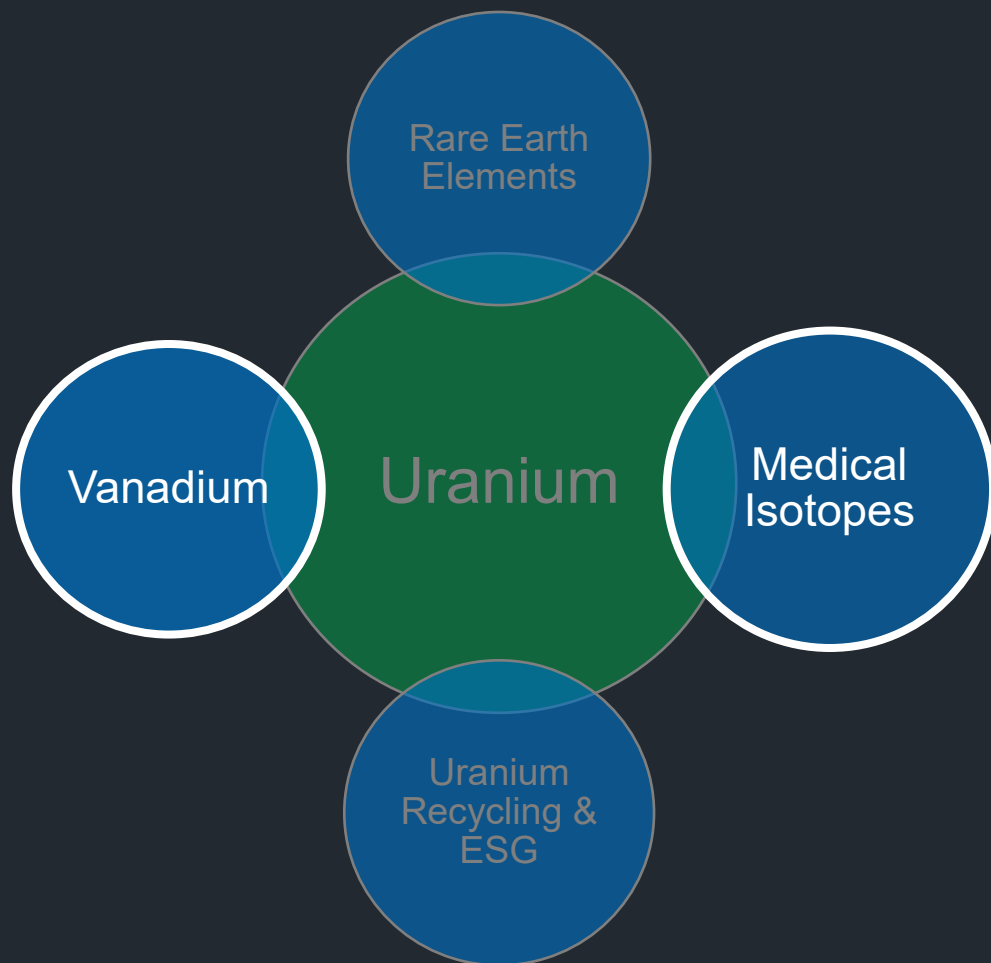 Rare Earth
Elements
Vanadium
Uranium
Medical
Isotopes
Uranium
Recycling &
ESG